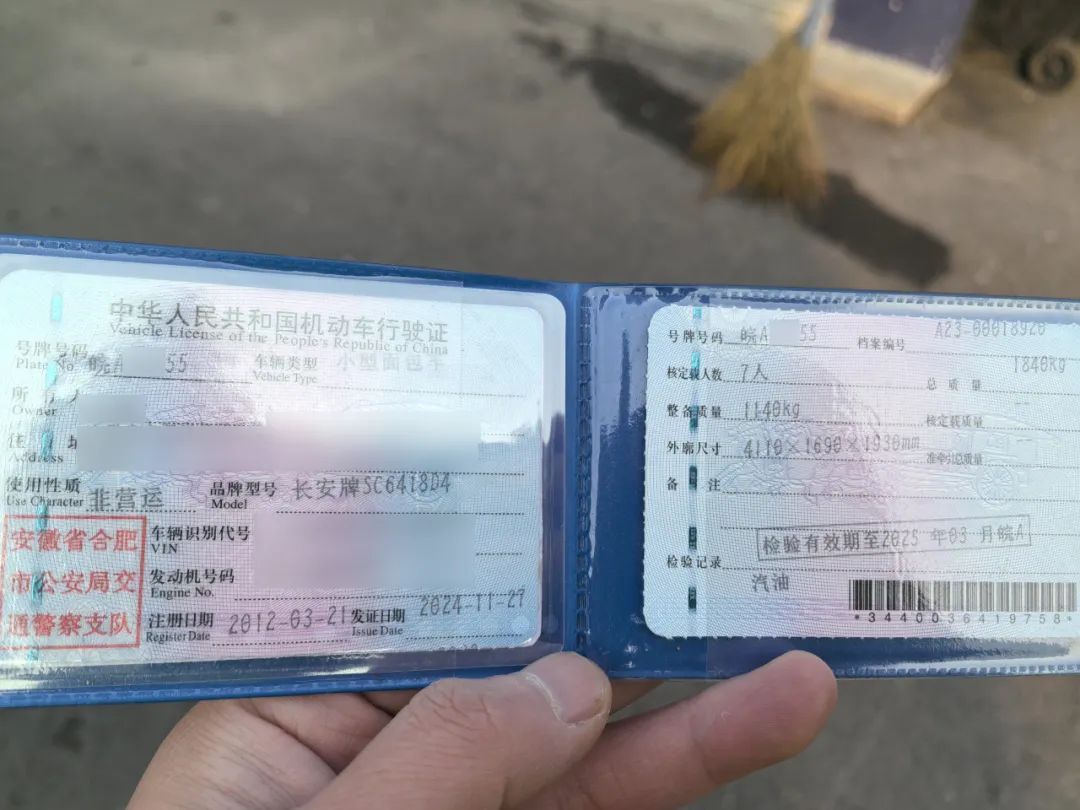 中华人民共和国机动车行驶证
Vehicle License of the People's Republic of China
号牌号码 皖A 55 车辆类型 小型面包车
Plate No. Vehicle Type
所有人
Owner
住 址
Address
使用性质 非营运 品牌型号 长安牌SC6418D4
Use Character Model
安徽省合肥
市公安局交
通警察支队
车辆识别代号
VIN
发动机号码
Engine No.
注册日期 2012-03-21 发证日期 2024-11-27
Register Date Issue Date
号牌号码 皖A 55 档案编号 A23-00018920
核定载人数 7人 总质量 1840kg
整备质量 1140kg 核定载质量 --
外廓尺寸 4110×1690×1930mm 准牵引总质量 --
备 注
检验有效期至2025 年03 月皖A
检验记录
汽油
*3440036419758*